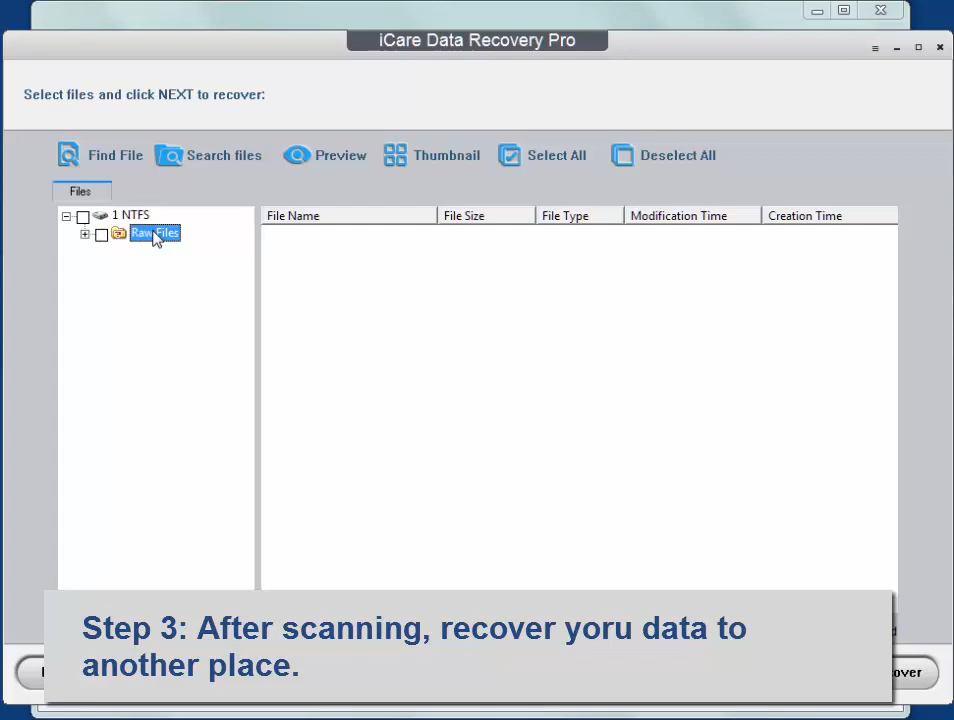 iCare Data Recovery Pro
Select files and click NEXT to recover:
Find File Search files Preview Thumbnail Select All Deselect All
Files
1 NTFS
Raw Files
File Name File Size File Type Modification Time Creation Time
Step 3: After scanning, recover yoru data to
another place.